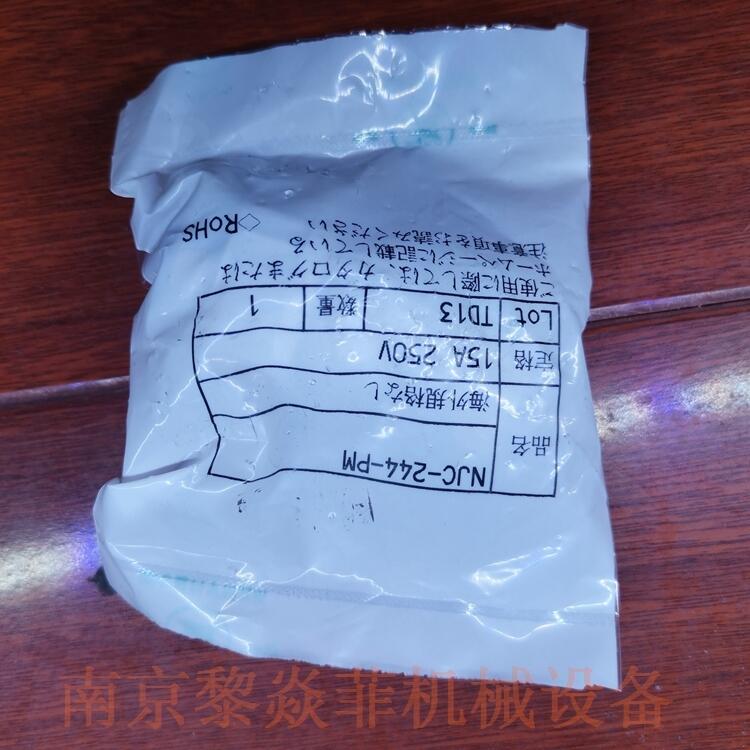 品名 NJC-244-PM
海外規格なし
定格 15A 250V
Lot TD13 数量 1
ご使用に際しては、カタログまたは
ホームページに記載している
注意事項をお読みください
◇RoHS
南京黎焱菲机械设备